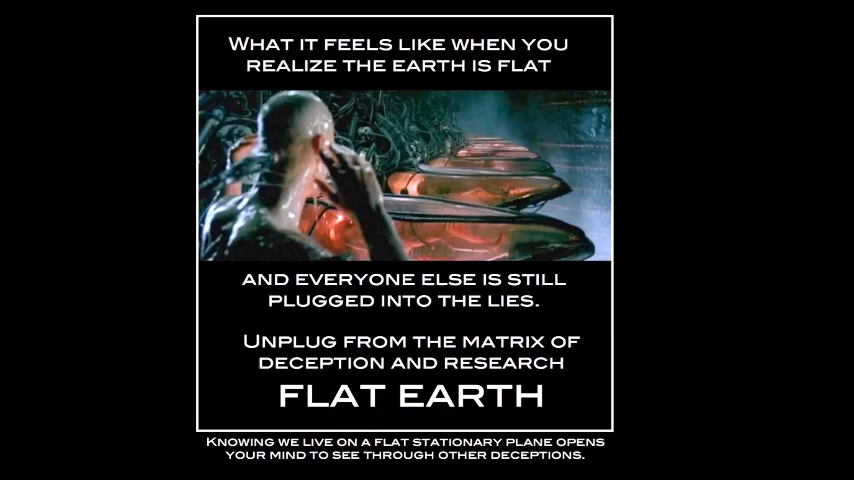 What it feels like when you
realize the earth is flat
and everyone else is still
plugged into the lies.
Unplug from the matrix of
deception and research
FLAT EARTH
Knowing we live on a flat stationary plane opens
your mind to see through other deceptions.